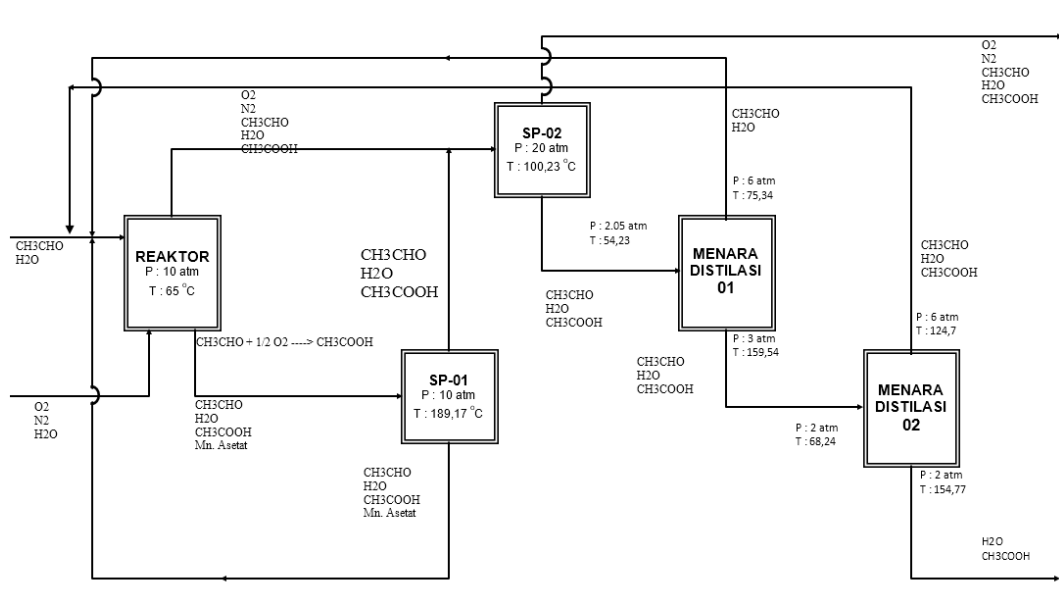 O2
N2
CH3CHO
H2O
CH3COOH
O2
N2
CH3CHO
H2O
CH3COOH
SP-02
P : 20 atm
T : 100,23 °C
CH3CHO
H2O
P : 6 atm
T : 75,34
CH3CHO
H2O
REAKTOR
P : 10 atm
T : 65 °C
CH3CHO
H2O
CH3COOH
P : 2.05 atm
T : 54,23
CH3CHO
H2O
CH3COOH
MENARA
DISTILASI
01
CH3CHO
H2O
CH3COOH
P : 6 atm
T : 124,7
CH3CHO + 1/2 O2 ----> CH3COOH
P : 3 atm
T : 159,54
CH3CHO
H2O
CH3COOH
SP-01
P : 10 atm
T : 189,17 °C
MENARA
DISTILASI
02
O2
N2
H2O
CH3CHO
H2O
CH3COOH
Mn. Asetat
P : 2 atm
T : 68,24
CH3CHO
H2O
CH3COOH
Mn. Asetat
P : 2 atm
T : 154,77
H2O
CH3COOH